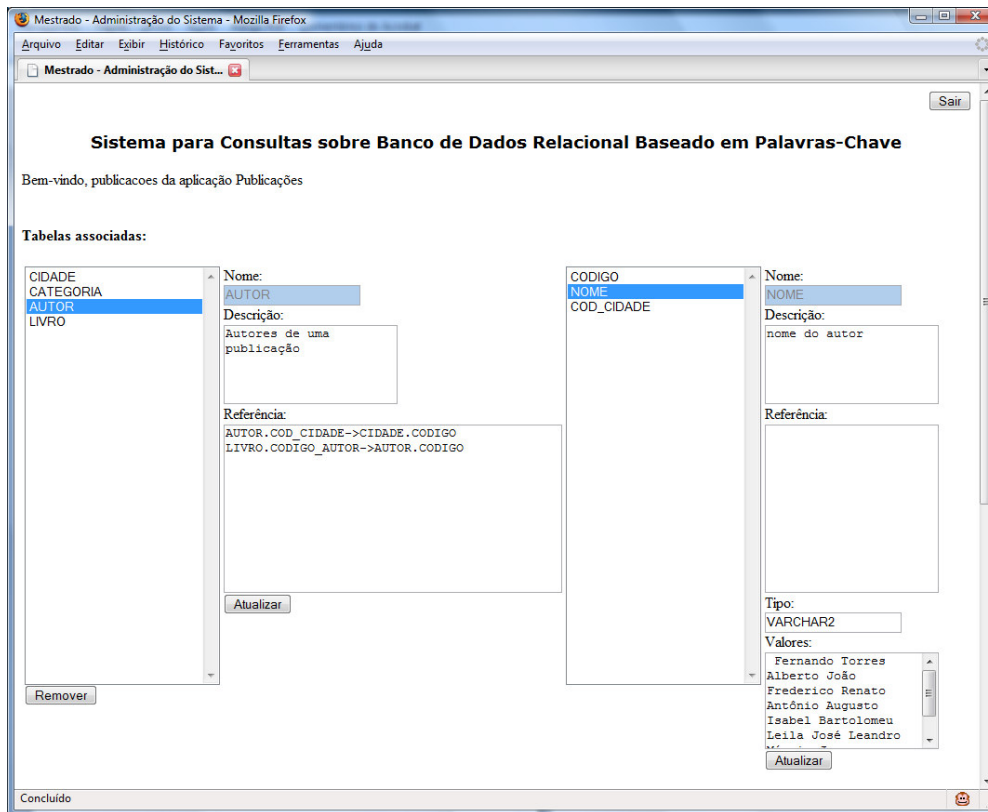 Mestrado - Administração do Sistema - Mozilla Firefox
Arquivo Editar Exibir Histórico Favoritos Ferramentas Ajuda
Mestrado - Administração do Sist...
Sair
Sistema para Consultas sobre Banco de Dados Relacional Baseado em Palavras-Chave
Bem-vindo, publicacoes da aplicação Publicações
Tabelas associadas:
CIDADE
CATEGORIA
AUTOR
LIVRO
Remover
Nome:
AUTOR
Descrição:
Autores de uma
publicação
Referência:
AUTOR.COD_CIDADE->CIDADE.CODIGO
LIVRO.CODIGO_AUTOR->AUTOR.CODIGO
Atualizar
CODIGO
NOME
COD_CIDADE
Nome:
NOME
Descrição:
nome do autor
Referência:
Tipo:
VARCHAR2
Valores:
Fernando Torres
Alberto João
Frederico Renato
Antônio Augusto
Isabel Bartolomeu
Leila José Leandro
Atualizar
Concluído